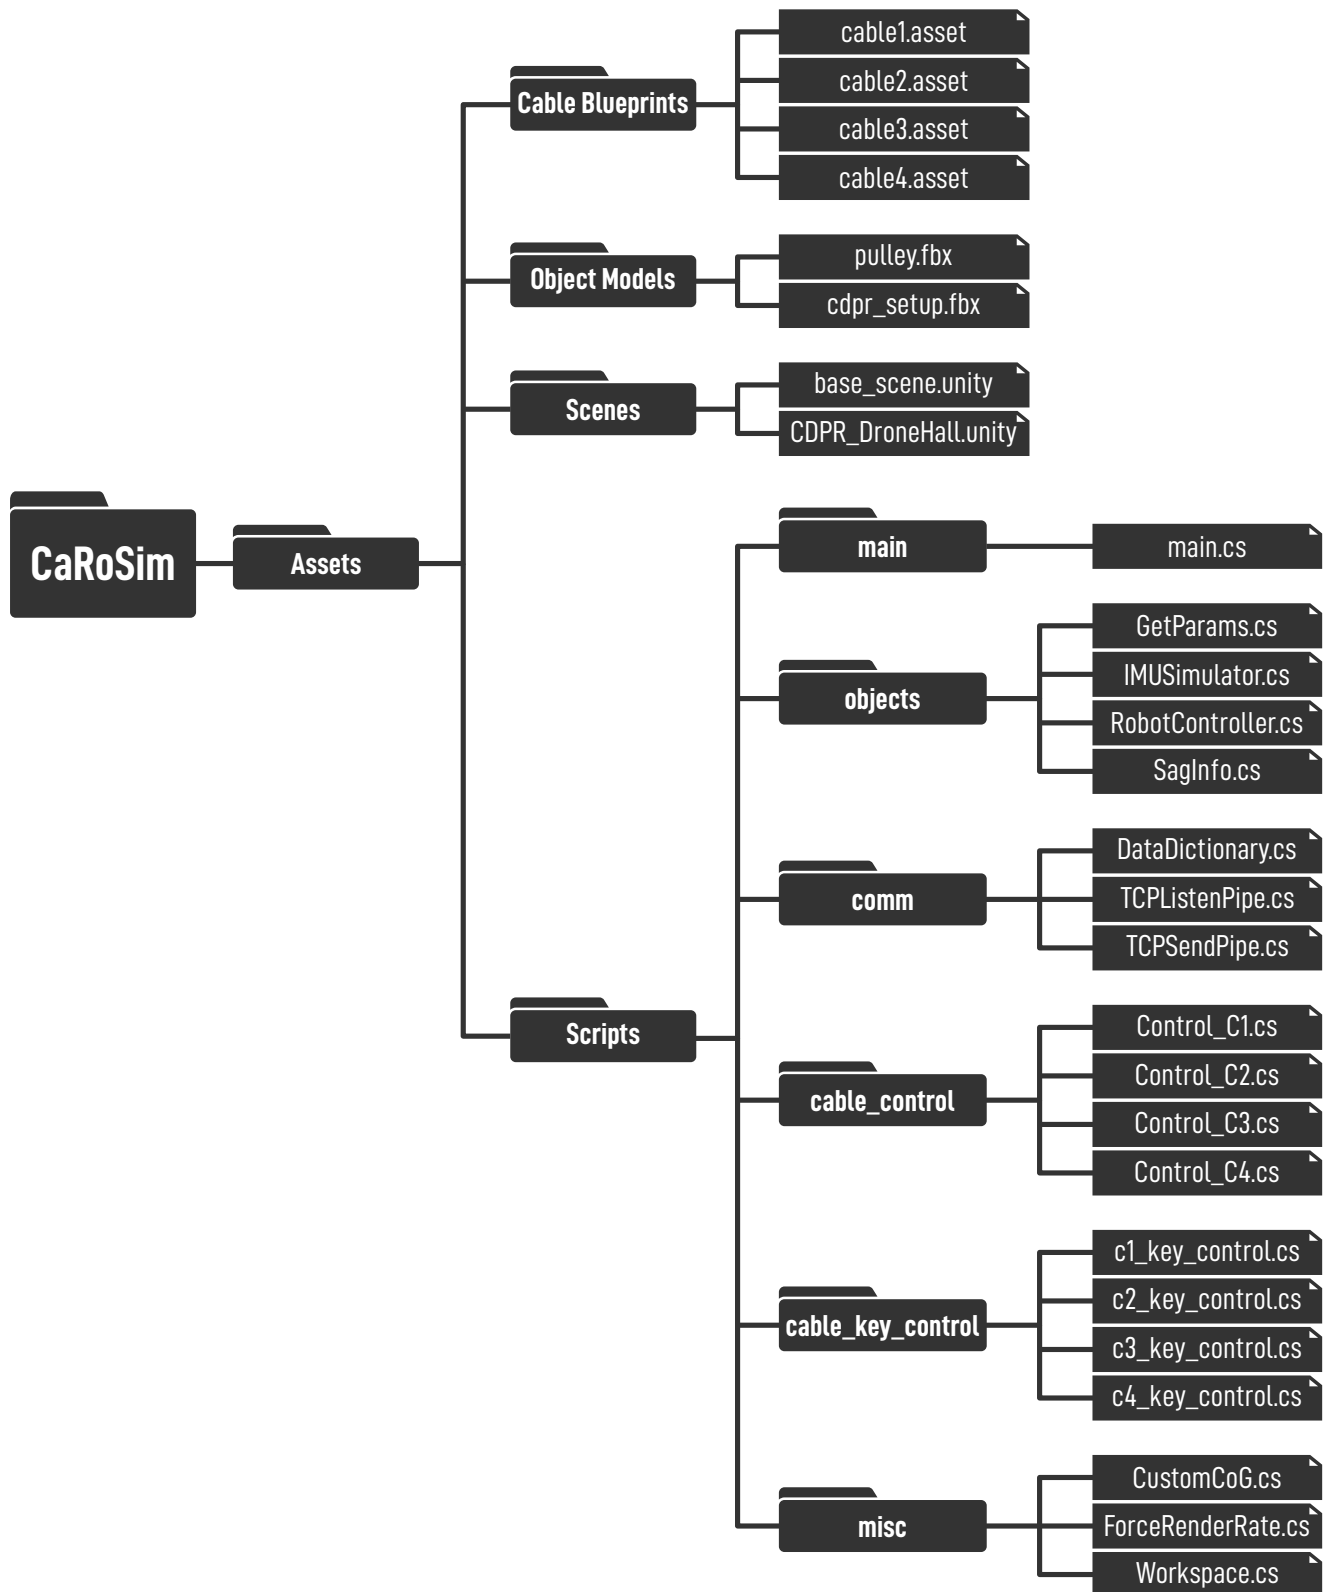 CaRoSim
Assets
Cable Blueprints
cable1.asset
cable2.asset
cable3.asset
cable4.asset
Object Models
pulley.fbx
cdpr_setup.fbx
Scenes
base_scene.unity
CDPR_DroneHall.unity
Scripts
main
main.cs
objects
GetParams.cs
IMUSimulator.cs
RobotController.cs
SagInfo.cs
comm
DataDictionary.cs
TCPListenPipe.cs
TCPSendPipe.cs
cable_control
Control_C1.cs
Control_C2.cs
Control_C3.cs
Control_C4.cs
cable_key_control
c1_key_control.cs
c2_key_control.cs
c3_key_control.cs
c4_key_control.cs
misc
CustomCoG.cs
ForceRenderRate.cs
Workspace.cs